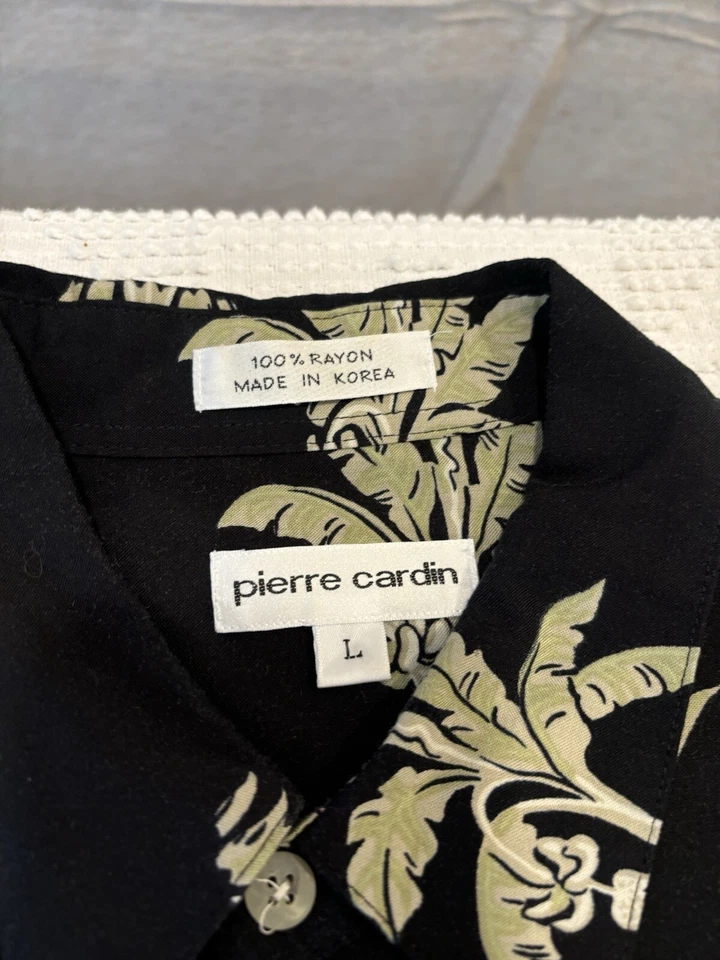 100% RAYON
MADE IN KOREA
pierre cardin
L